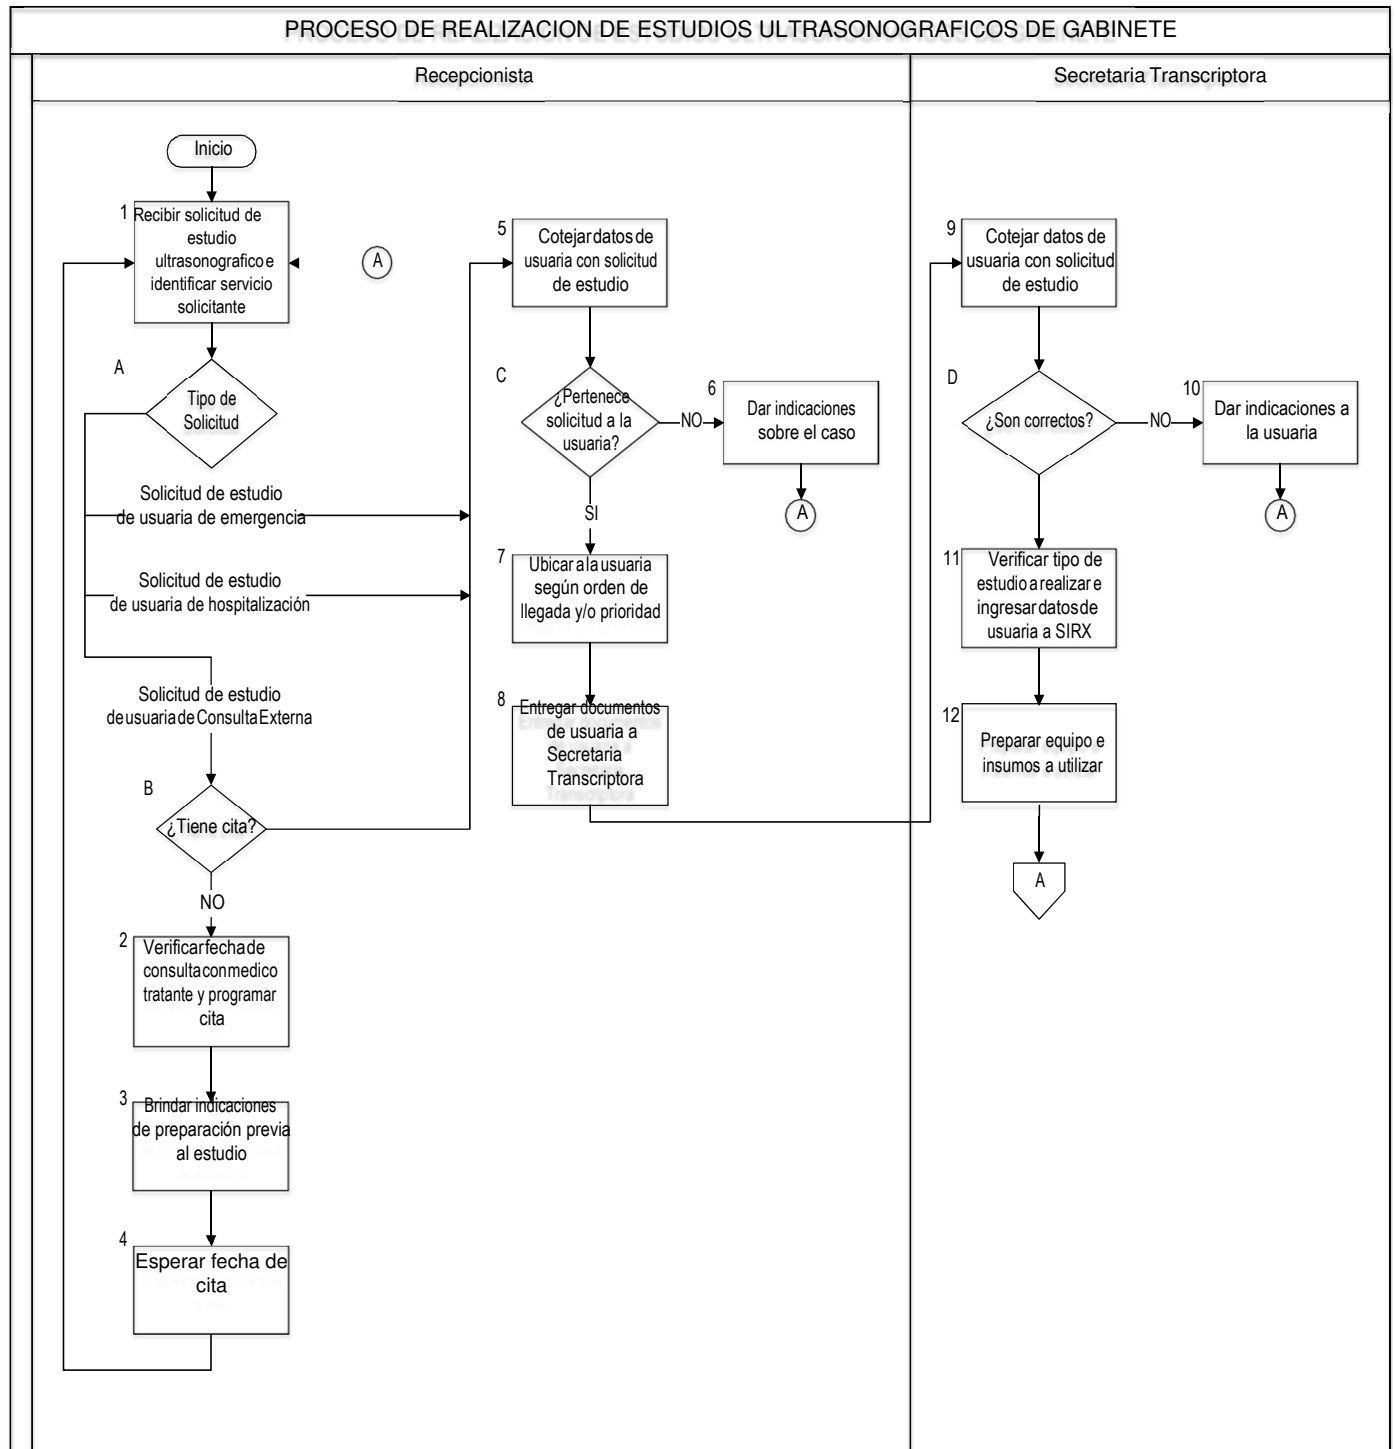 PROCESO DE REALIZACION DE ESTUDIOS ULTRASONOGRAFICOS DE GABINETE
Recepcionista
Secretaria Transcriptora
Inicio
1
Recibir solicitud de
estudio
ultrasonografico e
identificar servicio
solicitante
A
A
Tipo de
Solicitud
Solicitud de estudio
de usuaria de emergencia
Solicitud de estudio
de usuaria de hospitalización
Solicitud de estudio
de usuaria de Consulta Externa
B
¿Tiene cita?
NO
2
Verificar fecha de
consulta con medico
tratante y programar
cita
3
Brindar indicaciones
de preparación previa
al estudio
4
Esperar fecha de
cita
5
Cotejar datos de
usuaria con solicitud
de estudio
C
¿Pertenece
solicitud a la
usuaria?
NO
6
Dar indicaciones
sobre el caso
A
SI
7
Ubicar a la usuaria
según orden de
llegada y/o prioridad
8
Entregar documentos
de usuaria a
Secretaria
Transcriptora
9
Cotejar datos de
usuaria con solicitud
de estudio
D
¿Son correctos?
NO
10
Dar indicaciones a
la usuaria
A
11
Verificar tipo de
estudio a realizar e
ingresar datos de
usuaria a SIRX
12
Preparar equipo e
insumos a utilizar
A